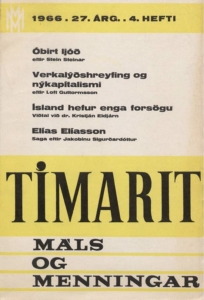 1966 . 27. ÁRG. . 4. HEFTI
Óbirt ljóð
eftir Stein Steinar
Verkalýðshreyfing og
nýkapítalismi
eftir Loft Guttormsson
Ísland hefur enga forsögu
Viðtal við dr. Kristján Eldjárn
Elías Elíasson
Saga eftir Jakobínu Sigurðardóttur
TÍMARIT
MÁLS
OG
MENNINGAR